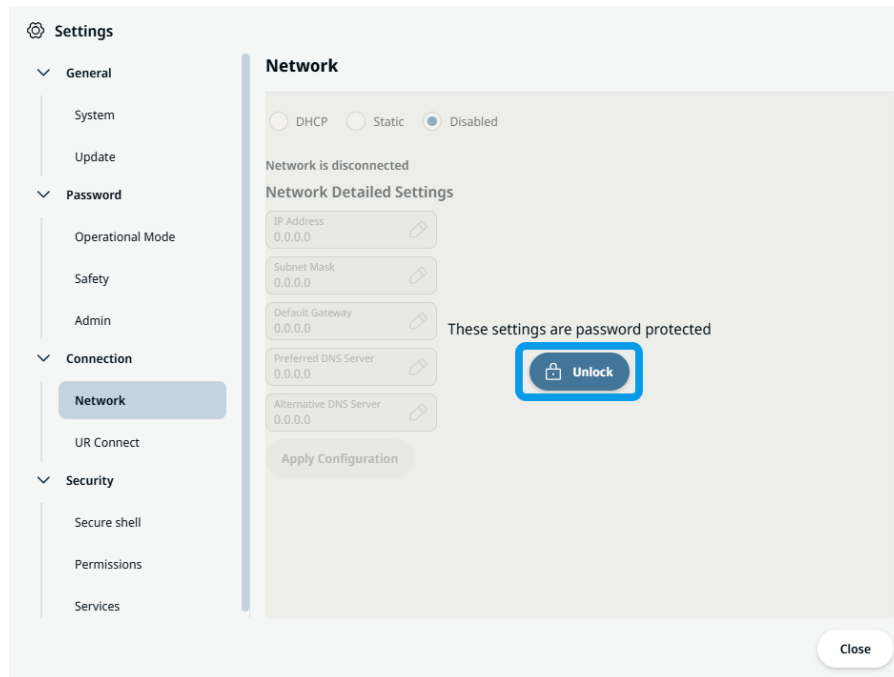 Settings
General
System
Update
Password
Operational Mode
Safety
Admin
Connection
Network
UR Connect
Security
Secure shell
Permissions
Services
Network
DHCP Static Disabled
Network is disconnected
Network Detailed Settings
IP Address
0.0.0.0
Subnet Mask
0.0.0.0
Default Gateway
0.0.0.0
Preferred DNS Server
0.0.0.0
Alternative DNS Server
0.0.0.0
Apply Configuration
These settings are password protected
Unlock
Close